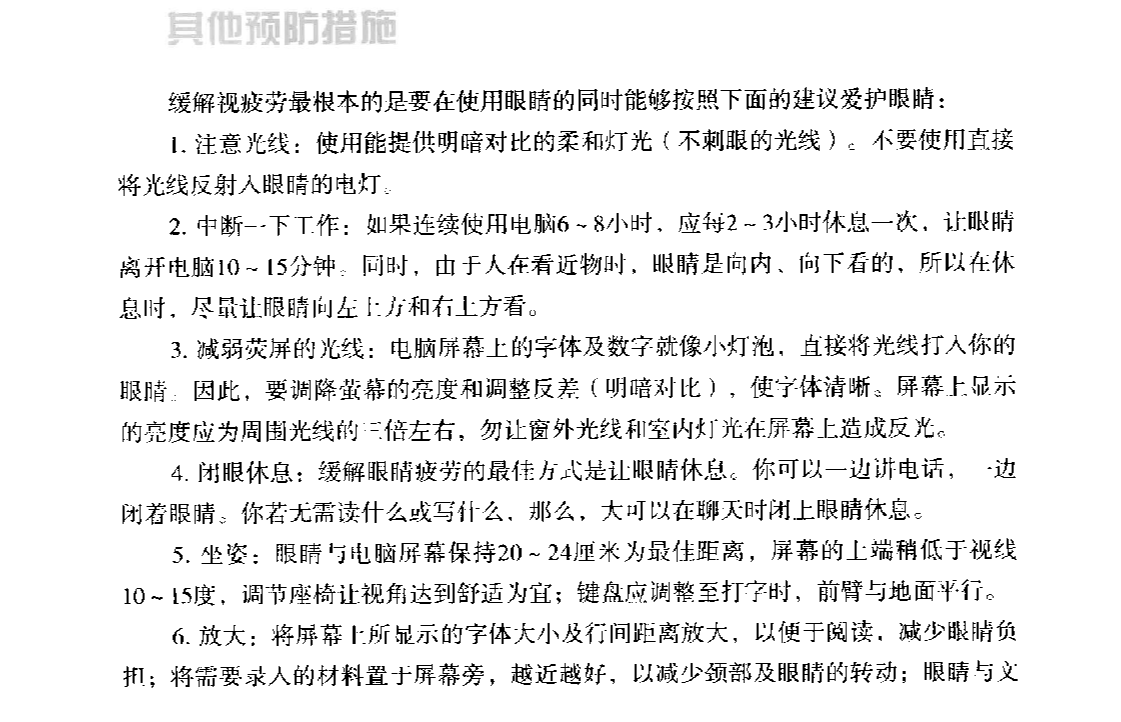 其他预防措施
缓解视疲劳最根本的是要在使用眼睛的同时能够按照下面的建议爱护眼睛：
1. 注意光线：使用能提供明暗对比的柔和灯光（不刺眼的光线）。不要使用直接
将光线反射入眼睛的电灯。
2. 中断一下工作：如果连续使用电脑6～8小时，应每2～3小时休息一次，让眼睛
离开电脑10～15分钟。同时，由于人在看近物时，眼睛是向内、向下看的，所以在休
息时，尽量让眼睛向左上方和右上方看。
3. 减弱荧屏的光线：电脑屏幕上的字体及数字就像小灯泡，直接将光线打入你的
眼睛。因此，要调降萤幕的亮度和调整反差（明暗对比），使字体清晰。屏幕上显示
的亮度应为周围光线的三倍左右，勿让窗外光线和室内灯光在屏幕上造成反光。
4. 闭眼休息：缓解眼睛疲劳的最佳方式是让眼睛休息。你可以一边讲电话，一边
闭着眼睛。你若无需读什么或写什么，那么，大可以在聊天时闭上眼睛休息。
5. 坐姿：眼睛与电脑屏幕保持20～24厘米为最佳距离，屏幕的上端稍低于视线
10～15度，调节座椅让视角达到舒适为宜；键盘应调整至打字时，前臂与地面平行。
6. 放大：将屏幕上所显示的字体大小及行间距离放大，以便于阅读，减少眼睛负
担；将需要录入的材料置于屏幕旁，越近越好，以减少颈部及眼睛的转动；眼睛与文